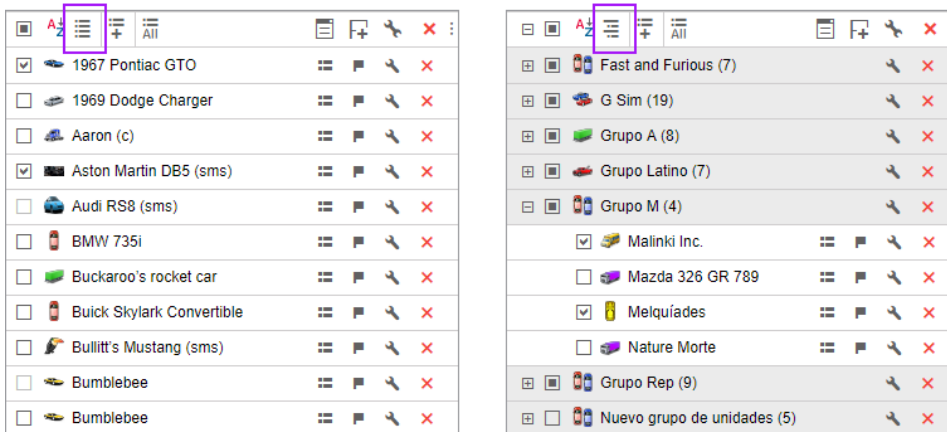 AZ
All
1967 Pontiac GTO
1969 Dodge Charger
Aaron (c)
Aston Martin DB5 (sms)
Audi RS8 (sms)
BMW 735i
Buckaroo's rocket car
Buick Skylark Convertible
Bullitt's Mustang (sms)
Bumblebee
Bumblebee
AZ
All
Fast and Furious (7)
G Sim (19)
Grupo A (8)
Grupo Latino (7)
Grupo M (4)
Malinki Inc.
Mazda 326 GR 789
Melquíades
Nature Morte
Grupo Rep (9)
Nuevo grupo de unidades (5)